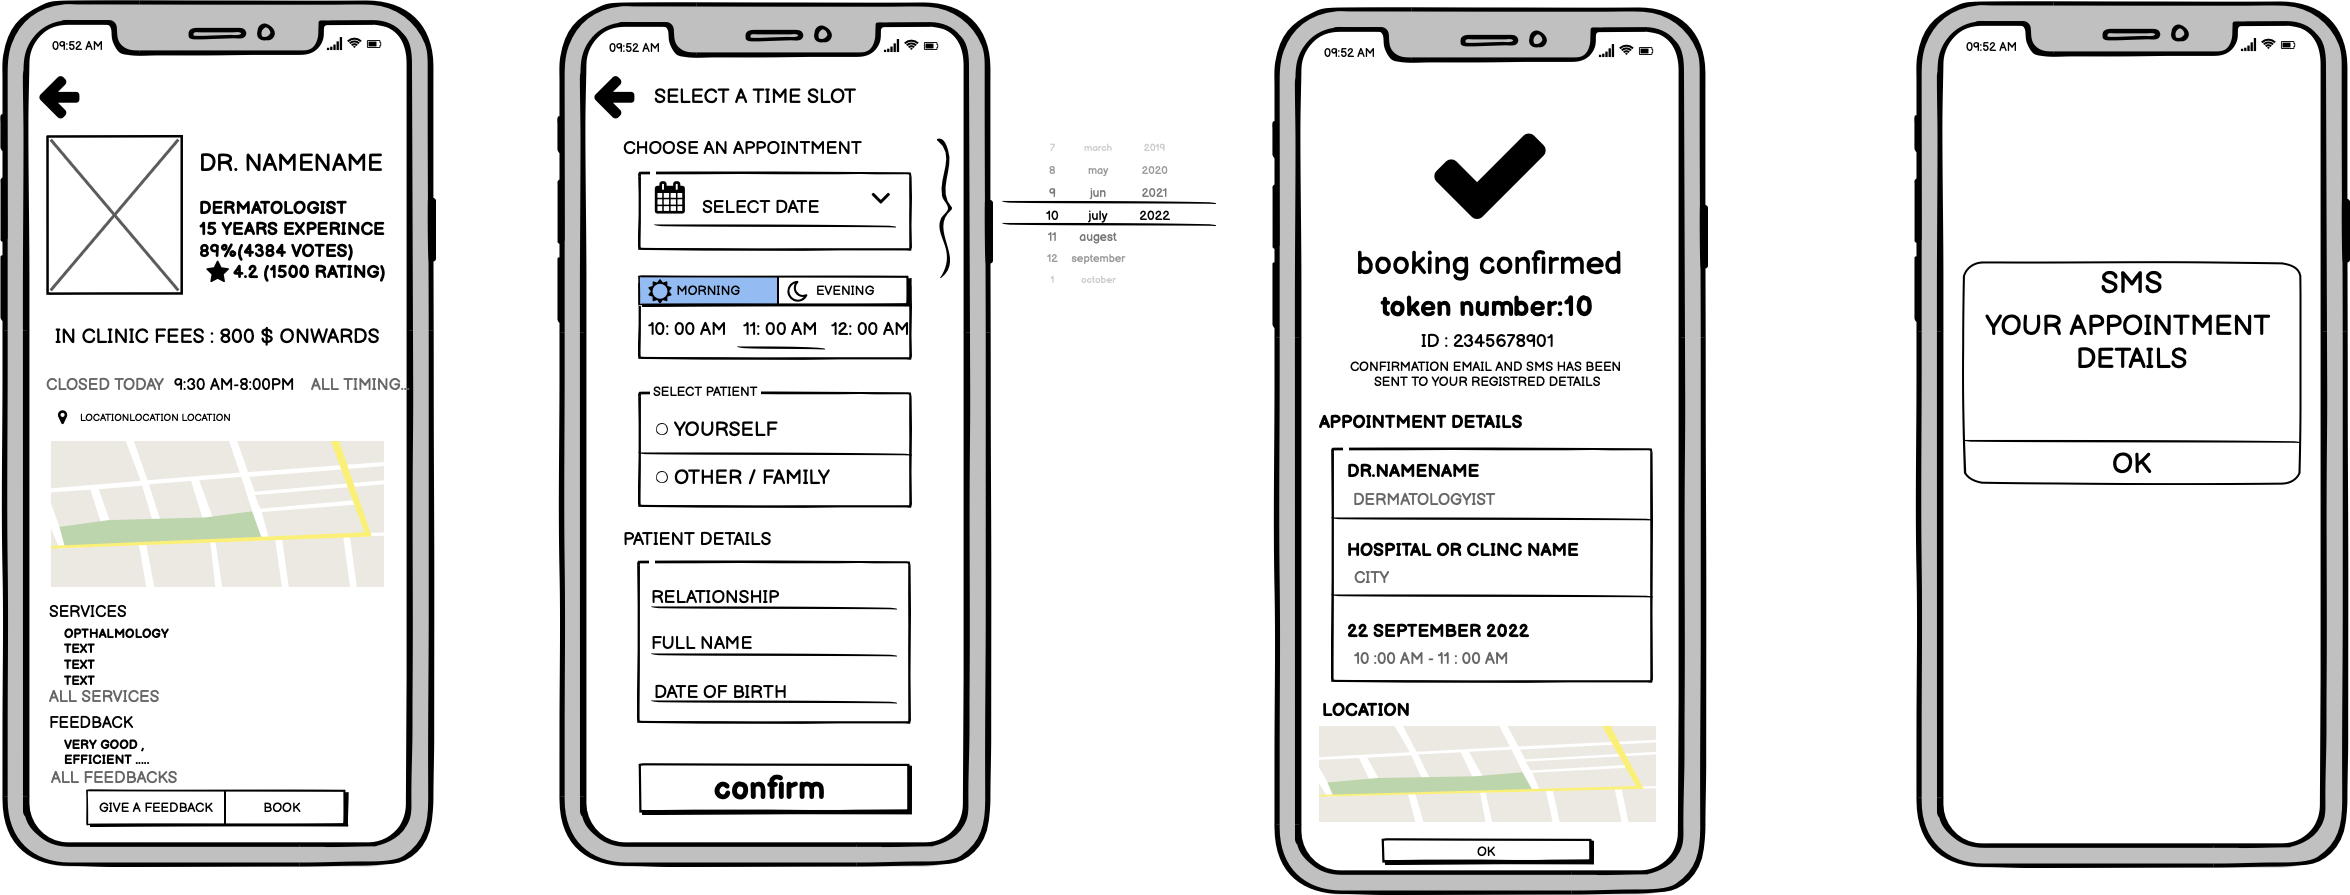 09:52 AM
DR. NAMENAME
DERMATOLOGIST
15 YEARS EXPERINCE
89%(4384 VOTES)
4.2 (1500 RATING)
IN CLINIC FEES : 800 $ ONWARDS
CLOSED TODAY 9:30 AM-8:00PM ALL TIMING...
LOCATIONLOCATION LOCATION
SERVICES
OPTHALMOLOGY
TEXT
TEXT
TEXT
ALL SERVICES
FEEDBACK
VERY GOOD ,
EFFICIENT .....
ALL FEEDBACKS
GIVE A FEEDBACK BOOK
09:52 AM
SELECT A TIME SLOT
CHOOSE AN APPOINTMENT
SELECT DATE
MORNING EVENING
10: 00 AM 11: 00 AM 12: 00 AM
SELECT PATIENT
YOURSELF
OTHER / FAMILY
PATIENT DETAILS
RELATIONSHIP
FULL NAME
DATE OF BIRTH
confirm
7 march 2019
8 may 2020
9 jun 2021
10 july 2022
11 augest
12 september
1 october
09:52 AM
booking confirmed
token number:10
ID : 2345678901
CONFIRMATION EMAIL AND SMS HAS BEEN
SENT TO YOUR REGISTRED DETAILS
APPOINTMENT DETAILS
DR.NAMENAME
DERMATOLOGYIST
HOSPITAL OR CLINC NAME
CITY
22 SEPTEMBER 2022
10 :00 AM - 11 : 00 AM
LOCATION
OK
09:52 AM
SMS
YOUR APPOINTMENT
DETAILS
OK